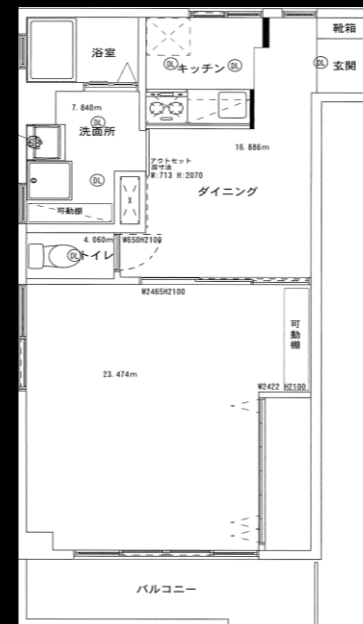 靴箱
浴室
キッチン
DL
DL
DL
玄関
7.840m
DL
洗面所
16.886m
アウトセット
扉寸法
W:713 H:2070
DL
ダイニング
X
可動棚
4.060m
W650H2100
DL
トイレ
W2465H2100
可動棚
23.474m
W2422 H2100
バルコニー